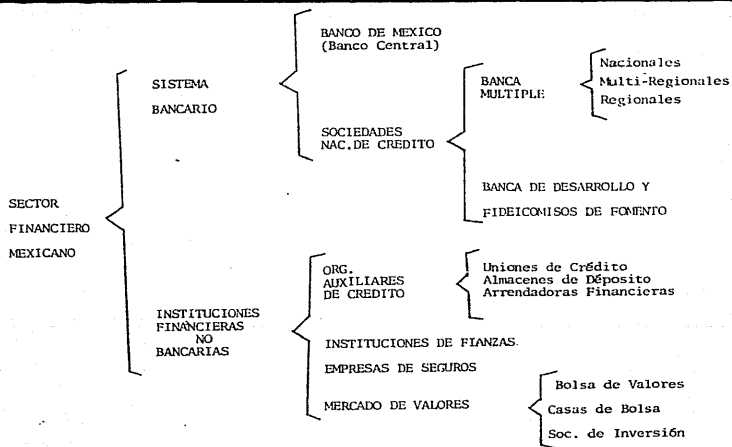 SECTOR
FINANCIERO
MEXICANO
SISTEMA
BANCARIO
BANCO DE MEXICO
(Banco Central)
SOCIEDADES
NAC.DE CREDITO
BANCA
MULTIPLE
Nacionales
Multi-Regionales
Regionales
BANCA DE DESARROLLO Y
FIDEICOMISOS DE FOMENTO
INSTITUCIONES
FINANCIERAS
NO
BANCARIAS
ORG.
AUXILIARES
DE CREDITO
Uniones de Crédito
Almacenes de Déposito
Arrendadoras Financieras
INSTITUCIONES DE FIANZAS.
EMPRESAS DE SEGUROS
MERCADO DE VALORES
Bolsa de Valores
Casas de Bolsa
Soc. de Inversión